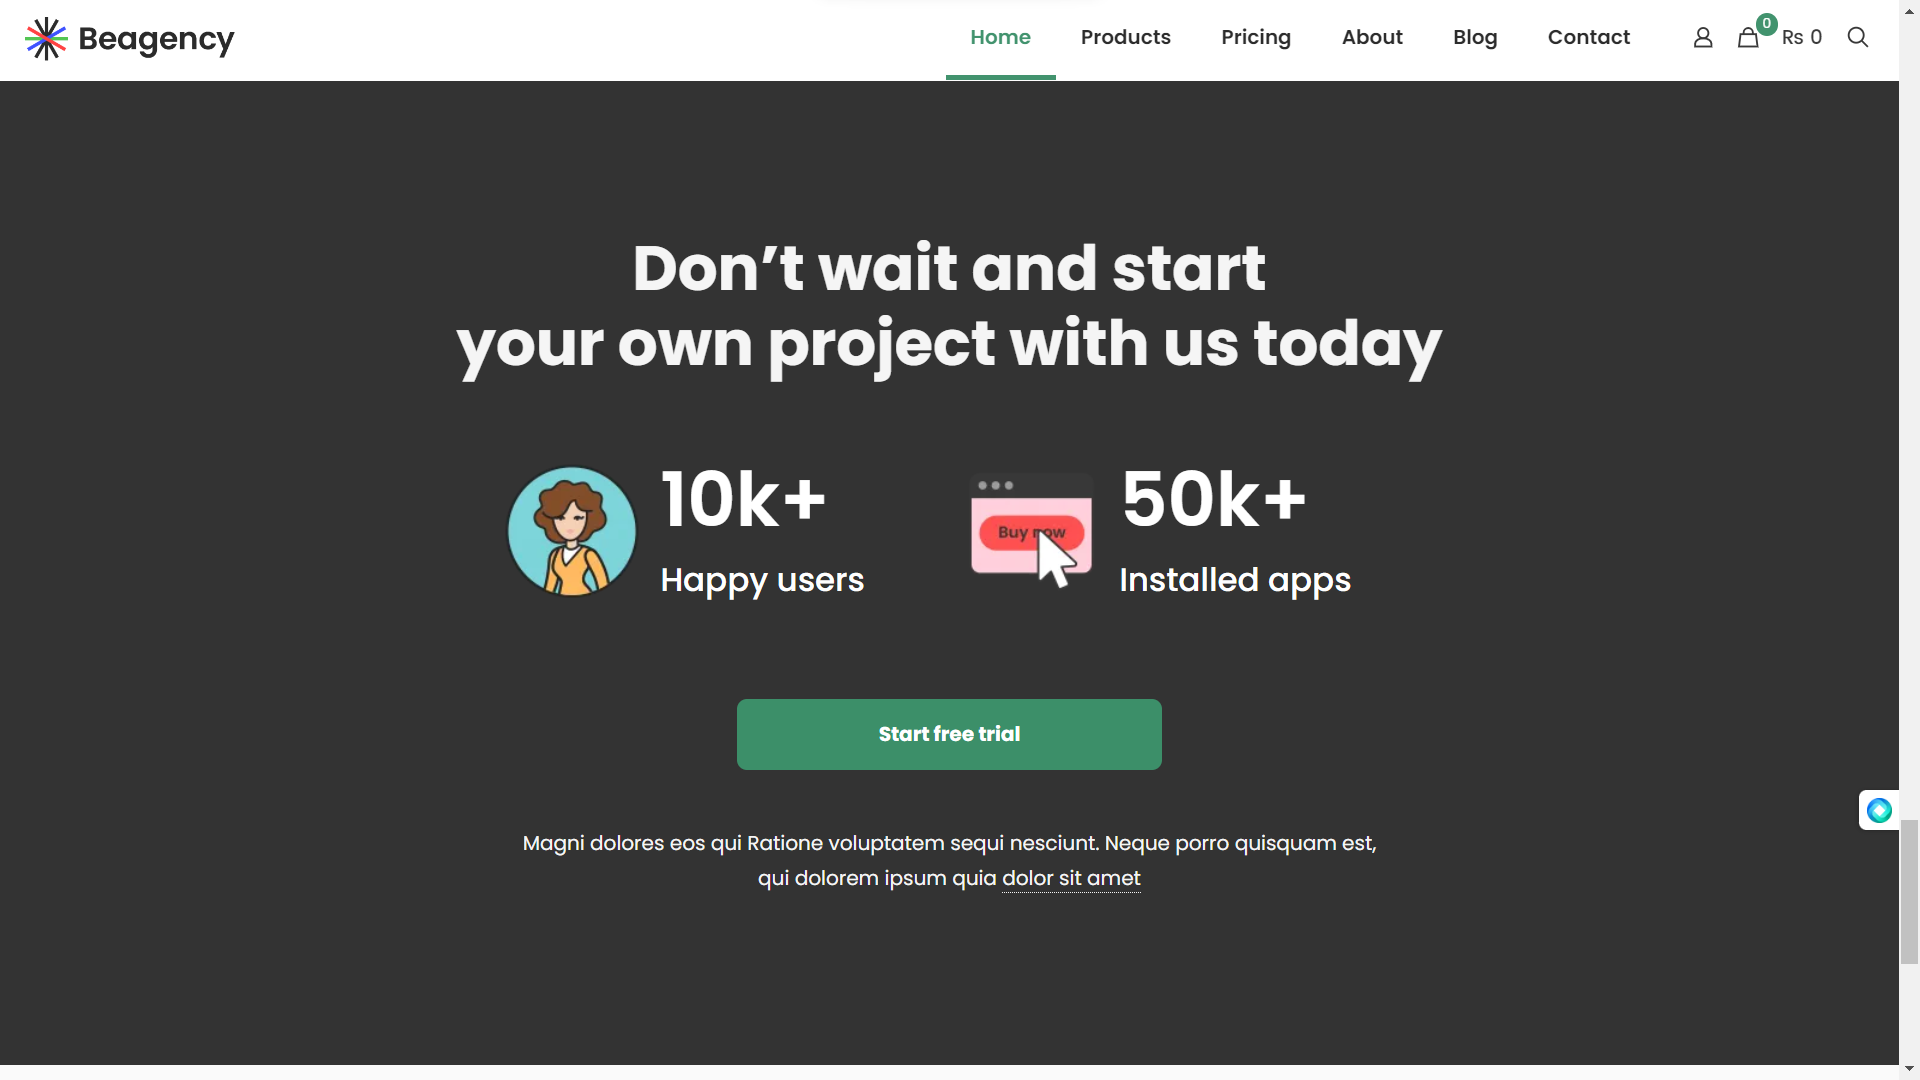 Beagency
Home Products Pricing About Blog Contact 0 Rs 0
Don’t wait and start
your own project with us today
10k+
Happy users
Buy now
50k+
Installed apps
Start free trial
Magni dolores eos qui Ratione voluptatem sequi nesciunt. Neque porro quisquam est,
qui dolorem ipsum quia dolor sit amet